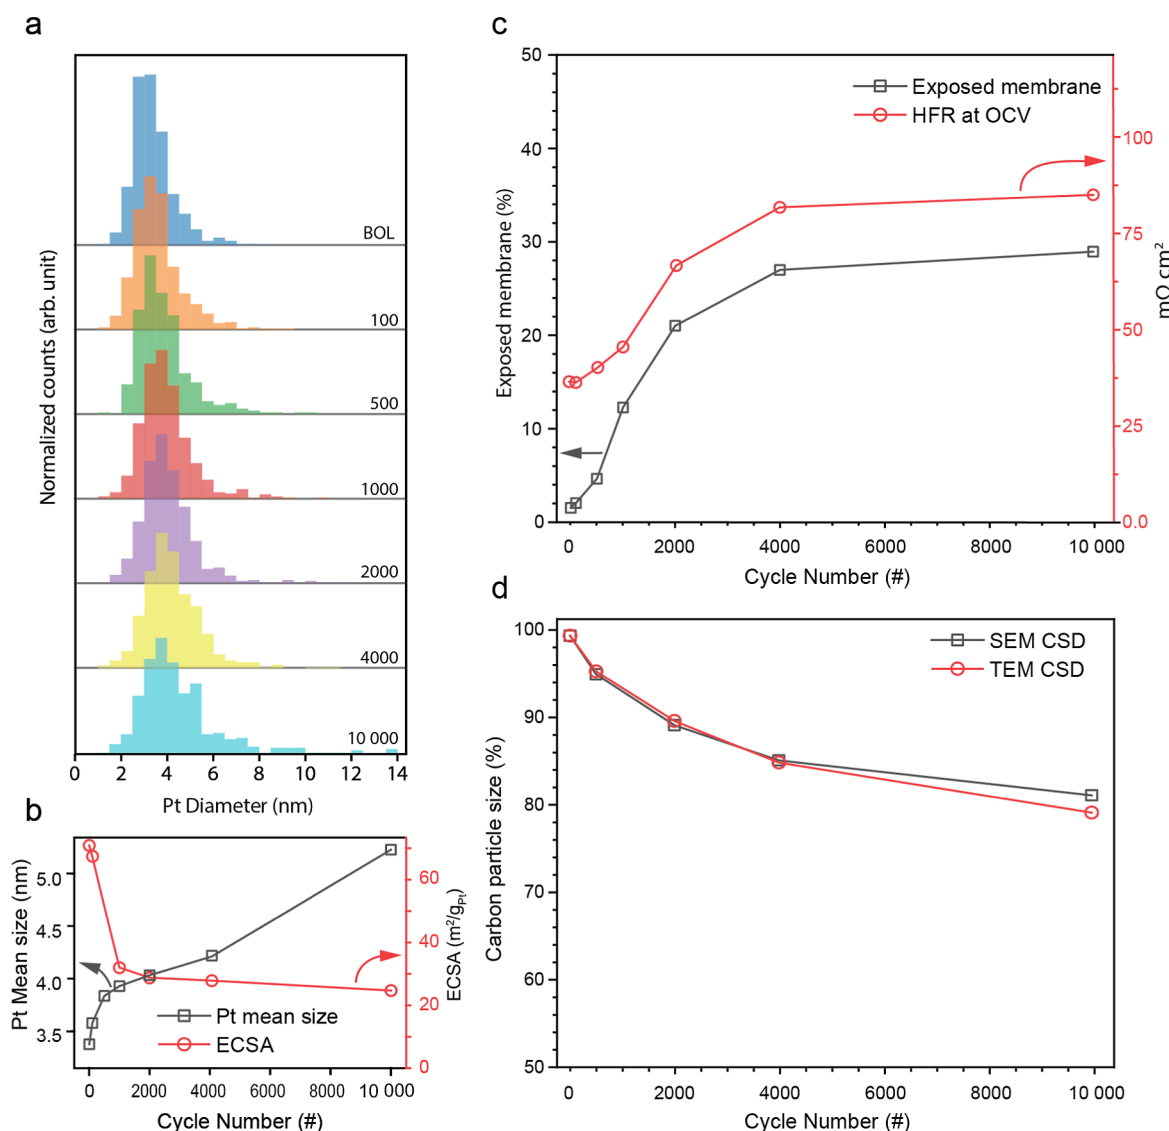 a
Normalized counts (arb. unit)
BOL
100
500
1000
2000
4000
10 000
0 2 4 6 8 10 12 14
Pt Diameter (nm)
b
Pt Mean size (nm)
5.0
4.5
4.0
3.5
60
40
20
0
ECSA (m²/gPt)
Pt mean size
ECSA
0 2000 4000 6000 8000 10 000
Cycle Number (#)
c
Exposed membrane (%)
50
40
30
20
10
0
Exposed membrane
HFR at OCV
100
75
50
25
0.0
mΩ cm²
0 2000 4000 6000 8000 10 000
Cycle Number (#)
d
Carbon particle size (%)
100
90
80
70
60
50
SEM CSD
TEM CSD
0 2000 4000 6000 8000 10 000
Cycle Number (#)